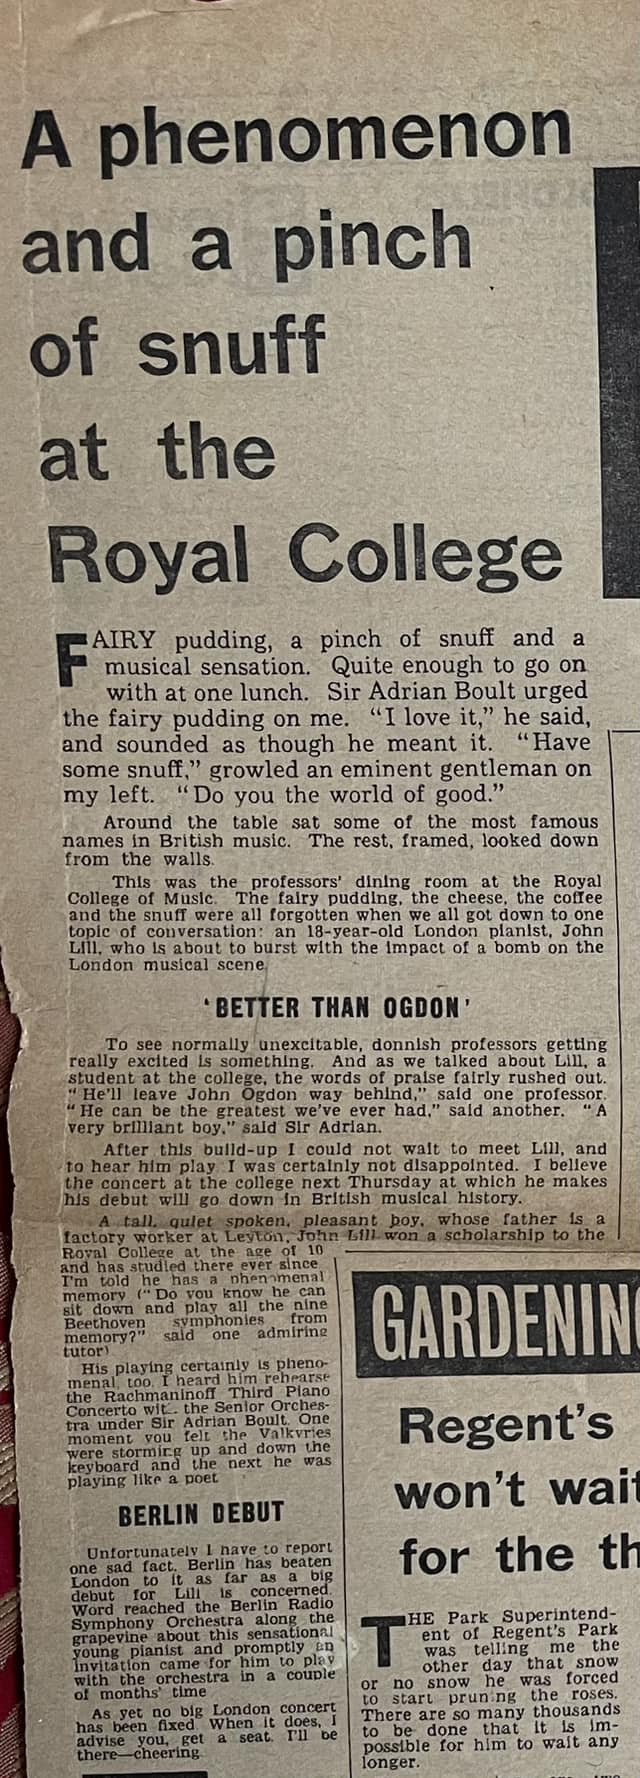 A phenomenon
and a pinch
of snuff
at the
Royal College
FAIRY pudding, a pinch of snuff and a
musical sensation. Quite enough to go on
with at one lunch. Sir Adrian Boult urged
the fairy pudding on me. “I love it,” he said,
and sounded as though he meant it. “Have
some snuff,” growled an eminent gentleman on
my left. “Do you the world of good.”
Around the table sat some of the most famous
names in British music. The rest, framed, looked down
from the walls.
This was the professors' dining room at the Royal
College of Music. The fairy pudding, the cheese, the coffee
and the snuff were all forgotten when we all got down to one
topic of conversation: an 18-year-old London pianist, John
Lill, who is about to burst with the impact of a bomb on the
London musical scene
‘BETTER THAN OGDON’
To see normally unexcitable, donnish professors getting
really excited is something. And as we talked about Lill, a
student at the college, the words of praise fairly rushed out.
“He'll leave John Ogdon way behind,” said one professor.
“He can be the greatest we've ever had,” said another. “A
very brilliant boy,” said Sir Adrian.
After this build-up I could not wait to meet Lill, and
to hear him play I was certainly not disappointed. I believe
the concert at the college next Thursday at which he makes
his debut will go down in British musical history.
A tall, quiet spoken, pleasant boy, whose father is a
factory worker at Leyton, John Lill won a scholarship to the
Royal College at the age of 10
and has studied there ever since
I'm told he has a phenomenal
memory (“Do you know he can
sit down and play all the nine
Beethoven symphonies from
memory?” said one admiring
tutor)
His playing certainly is pheno-
menal, too. I heard him rehearse
the Rachmaninoff Third Piano
Concerto wit.. the Senior Orches-
tra under Sir Adrian Boult. One
moment you felt the Valkyries
were storming up and down the
keyboard and the next he was
playing like a poet
BERLIN DEBUT
Unfortunately I have to report
one sad fact. Berlin has beaten
London to it as far as a big
debut for Lill is concerned.
Word reached the Berlin Radio
Symphony Orchestra along the
grapevine about this sensational
young pianist and promptly an
invitation came for him to play
with the orchestra in a couple
of months' time
As yet no big London concert
has been fixed. When it does, I
advise you, get a seat. I'll be
there—cheering
GARDENIN
Regent's
won't wait
for the th
THE Park Superintend-
ent of Regent's Park
was telling me the
other day that snow
or no snow he was forced
to start pruning the roses.
There are so many thousands
to be done that it is im-
possible for him to wait any
longer.